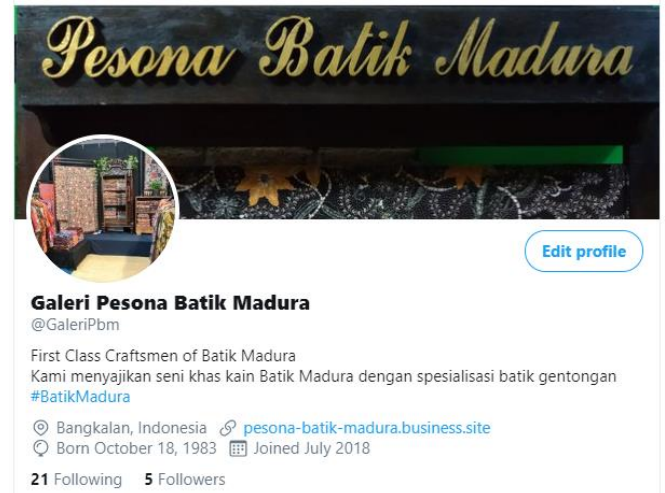 Pesona Batik Madura
Edit profile
Galeri Pesona Batik Madura
@GaleriPbm
First Class Craftsmen of Batik Madura
Kami menyajikan seni khas kain Batik Madura dengan spesialisasi batik gentongan
#BatikMadura
Bangkalan, Indonesia pesona-batik-madura.business.site
Born October 18, 1983 Joined July 2018
21 Following 5 Followers